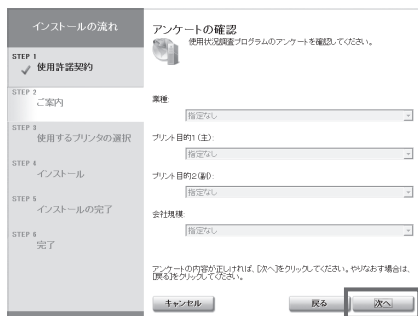 インストールの流れ
STEP 1
使用許諾契約
STEP 2
ご案内
STEP 3
使用するプリンタの選択
STEP 4
インストール
STEP 5
インストールの完了
STEP 6
完了
アンケートの確認
使用状況調査プログラムのアンケートを確認してください。
業種:
指定なし
プリント目的1(主):
指定なし
プリント目的2(副):
指定なし
会社規模:
指定なし
アンケートの内容が正しければ、[次へ]をクリックしてください。やりなおす場合は、
[戻る]をクリックしてください。
キャンセル
戻る
次へ